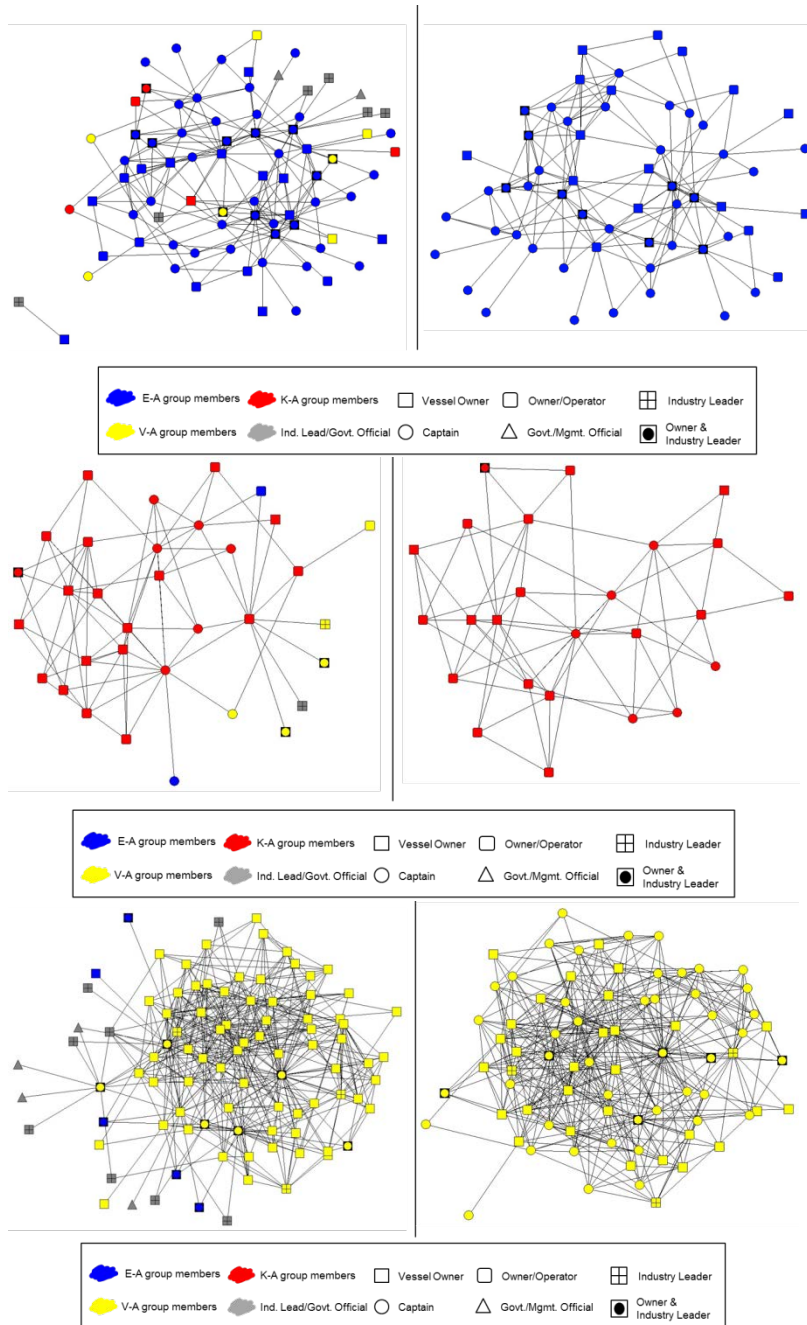 E-A group members K-A group members Vessel Owner Owner/Operator Industry Leader
V-A group members Ind. Lead/Govt. Official Captain Govt./Mgmt. Official Owner &
Industry Leader
E-A group members K-A group members Vessel Owner Owner/Operator Industry Leader
V-A group members Ind. Lead/Govt. Official Captain Govt./Mgmt. Official Owner &
Industry Leader
E-A group members K-A group members Vessel Owner Owner/Operator Industry Leader
V-A group members Ind. Lead/Govt. Official Captain Govt./Mgmt. Official Owner &
Industry Leader